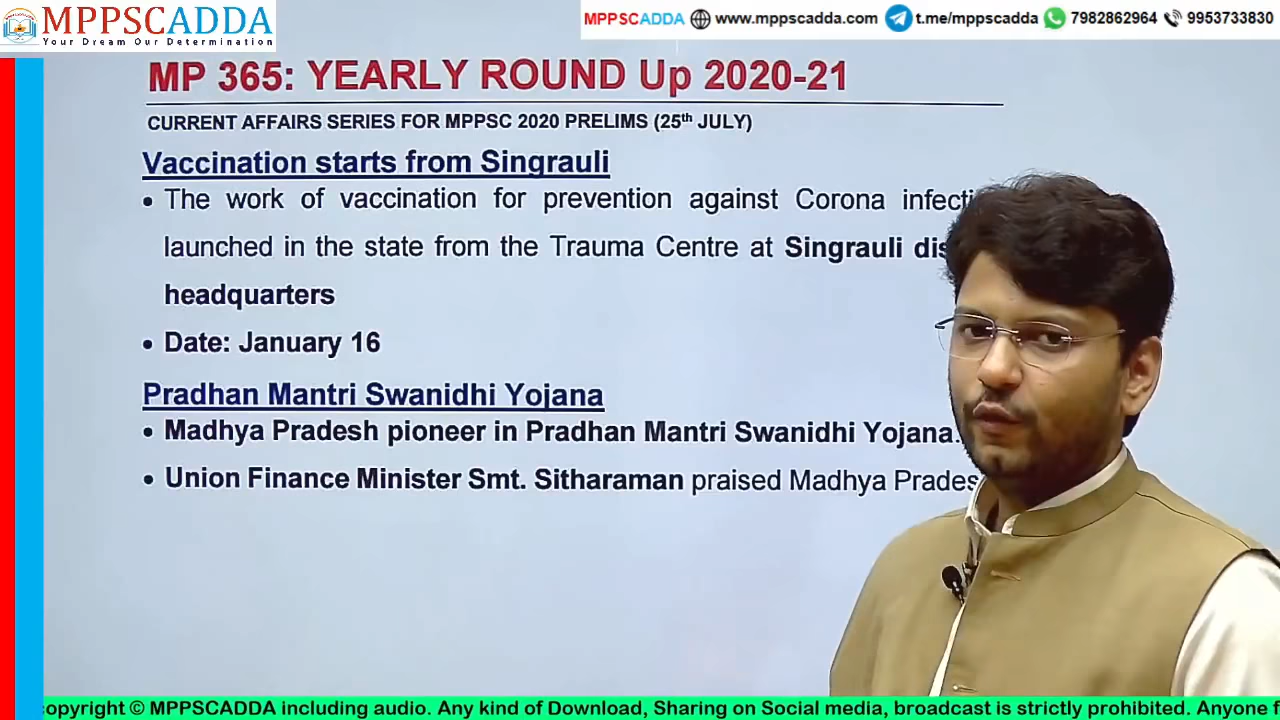 MPPSCADDA
Your Dream Our Determination
MPPSCADDA www.mppscadda.com t.me/mppscadda 7982862964 9953733830
MP 365: YEARLY ROUND Up 2020-21
CURRENT AFFAIRS SERIES FOR MPPSC 2020 PRELIMS (25th JULY)
Vaccination starts from Singrauli
• The work of vaccination for prevention against Corona
launched in the state from the Trauma Centre at Singrauli
headquarters
• Date: January 16
Pradhan Mantri Swanidhi Yojana
• Madhya Pradesh pioneer in Pradhan Mantri Swanidhi Yojana.
• Union Finance Minister Smt. Sitharaman praised Madhya
copyright © MPPSCADDA including audio. Any kind of Download, Sharing on Social media, broadcast is strictly prohibited. Anyone